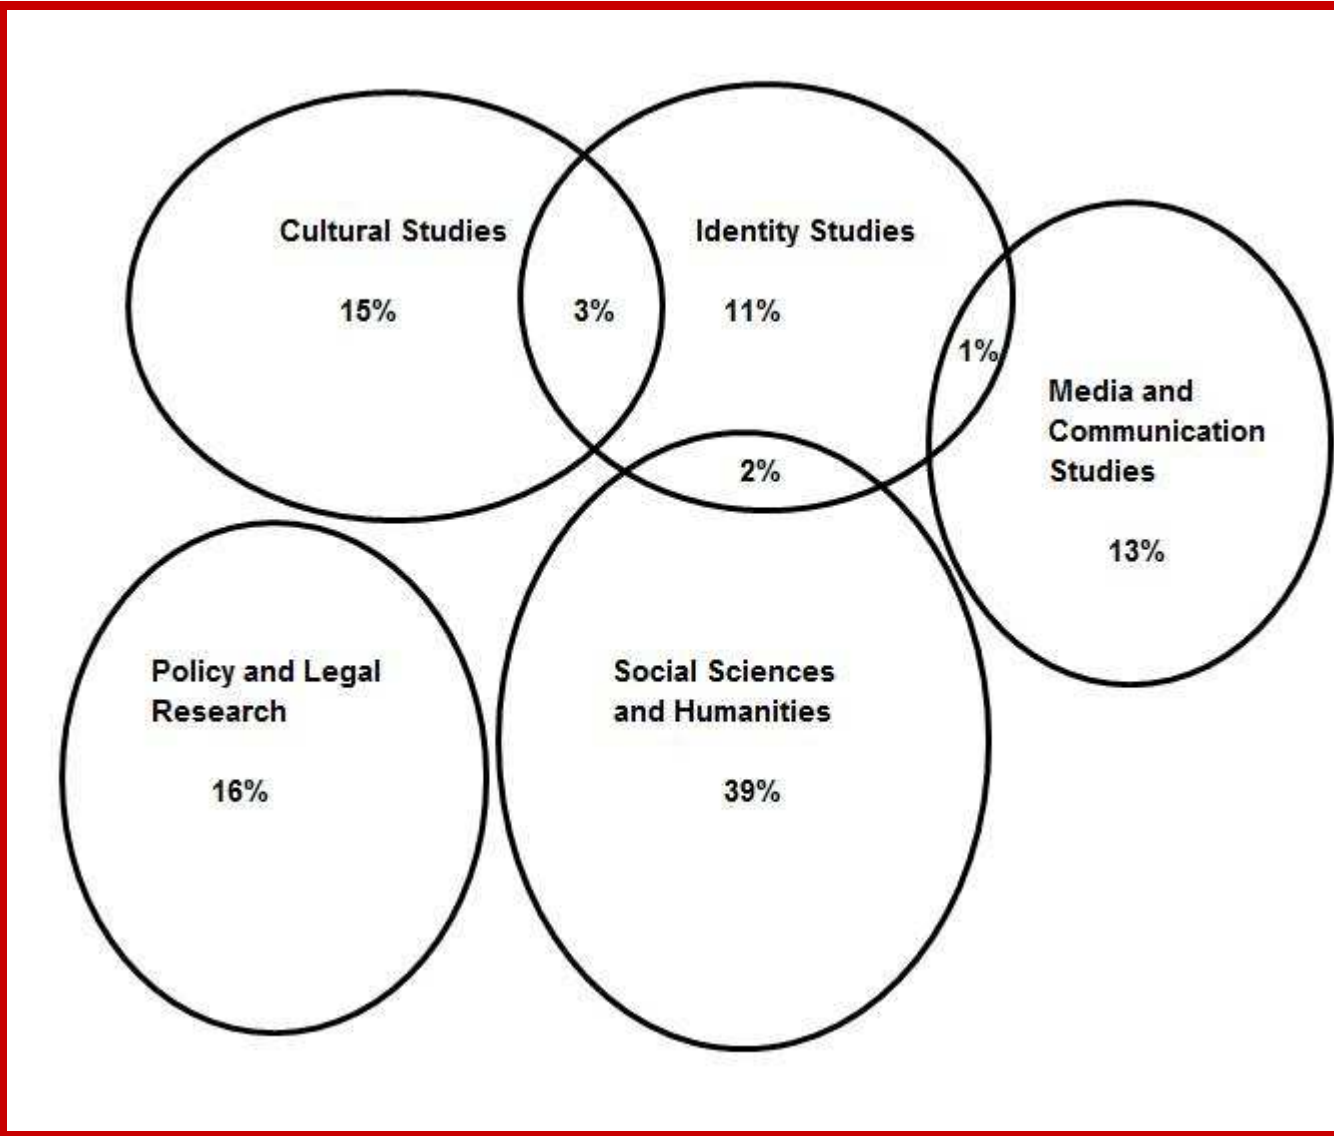 Cultural Studies
15%
3%
Identity Studies
11%
1%
Media and
Communication
Studies
13%
2%
Policy and Legal
Research
16%
Social Sciences
and Humanities
39%